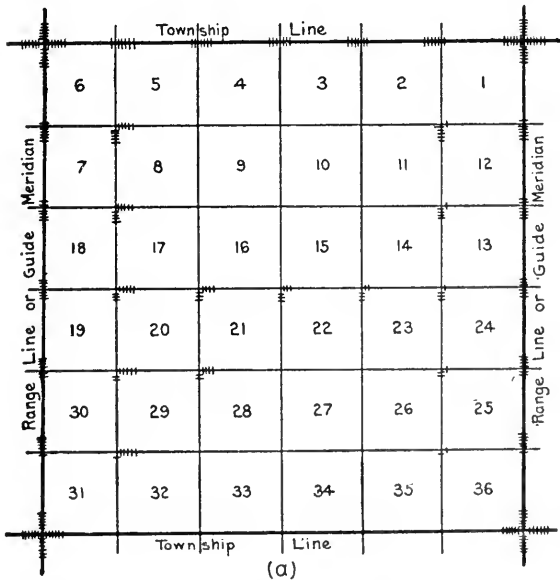 Township Line
6 5 4 3 2 1
7 8 9 10 11 12
18 17 16 15 14 13
19 20 21 22 23 24
30 29 28 27 26 25
31 32 33 34 35 36
Range Line or Guide Meridian
Range Line or Guide Meridian
Township Line
(a)